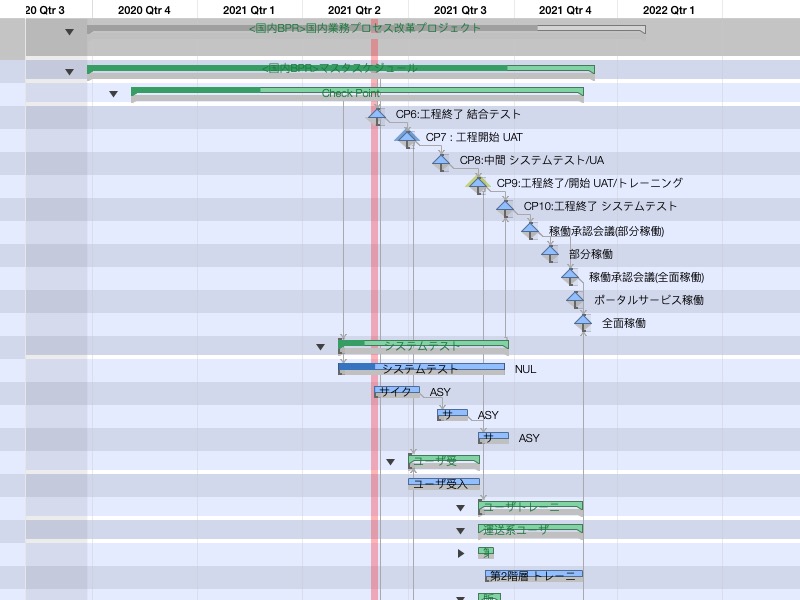 20 Qtr 3 2020 Qtr 4 2021 Qtr 1 2021 Qtr 2 2021 Qtr 3 2021 Qtr 4 2022 Qtr 1
<国内BPR>国内業務プロセス改革プロジェクト
<国内BPR>マスタスケジュール
Check Point
CP6:工程終了 結合テスト
CP7 : 工程開始 UAT
CP8:中間 システムテスト/UA
CP9:工程終了/開始 UAT/トレーニング
CP10:工程終了 システムテスト
稼働承認会議(部分稼働)
部分稼働
稼働承認会議(全面稼働)
ポータルサービス稼働
全面稼働
システムテスト
システムテスト NUL
サイク ASY
サ ASY
サ ASY
ユーザ受
ユーザ受入
ユーザトレーニ
運送系ユーザ
第2階層 トレーニ